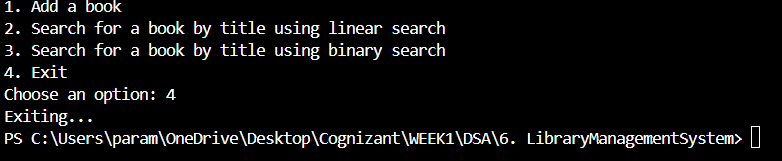 1. Add a book
2. Search for a book by title using linear search
3. Search for a book by title using binary search
4. Exit
Choose an option: 4
Exiting...
PS C:\Users\param\OneDrive\Desktop\Cognizant\WEEK1\DSA\6. LibraryManagementSystem>